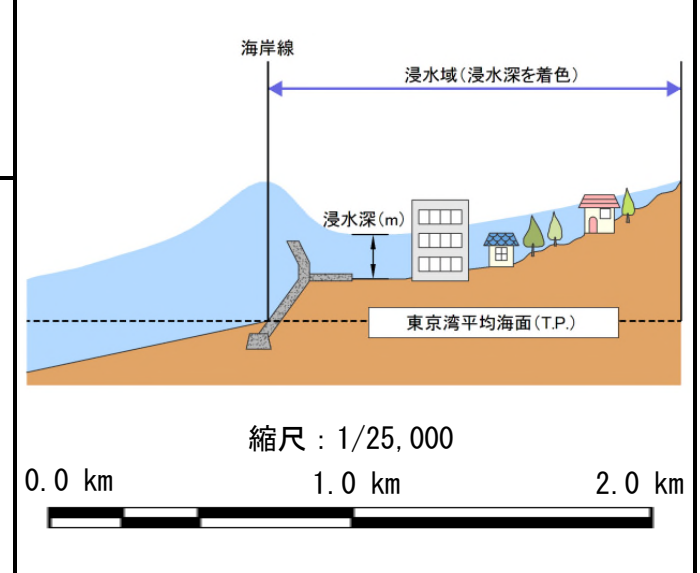 海岸線
浸水域(浸水深を着色)
浸水深(m)
東京湾平均海面(T.P.)
縮尺:1/25,000
0.0 km 1.0 km 2.0 km